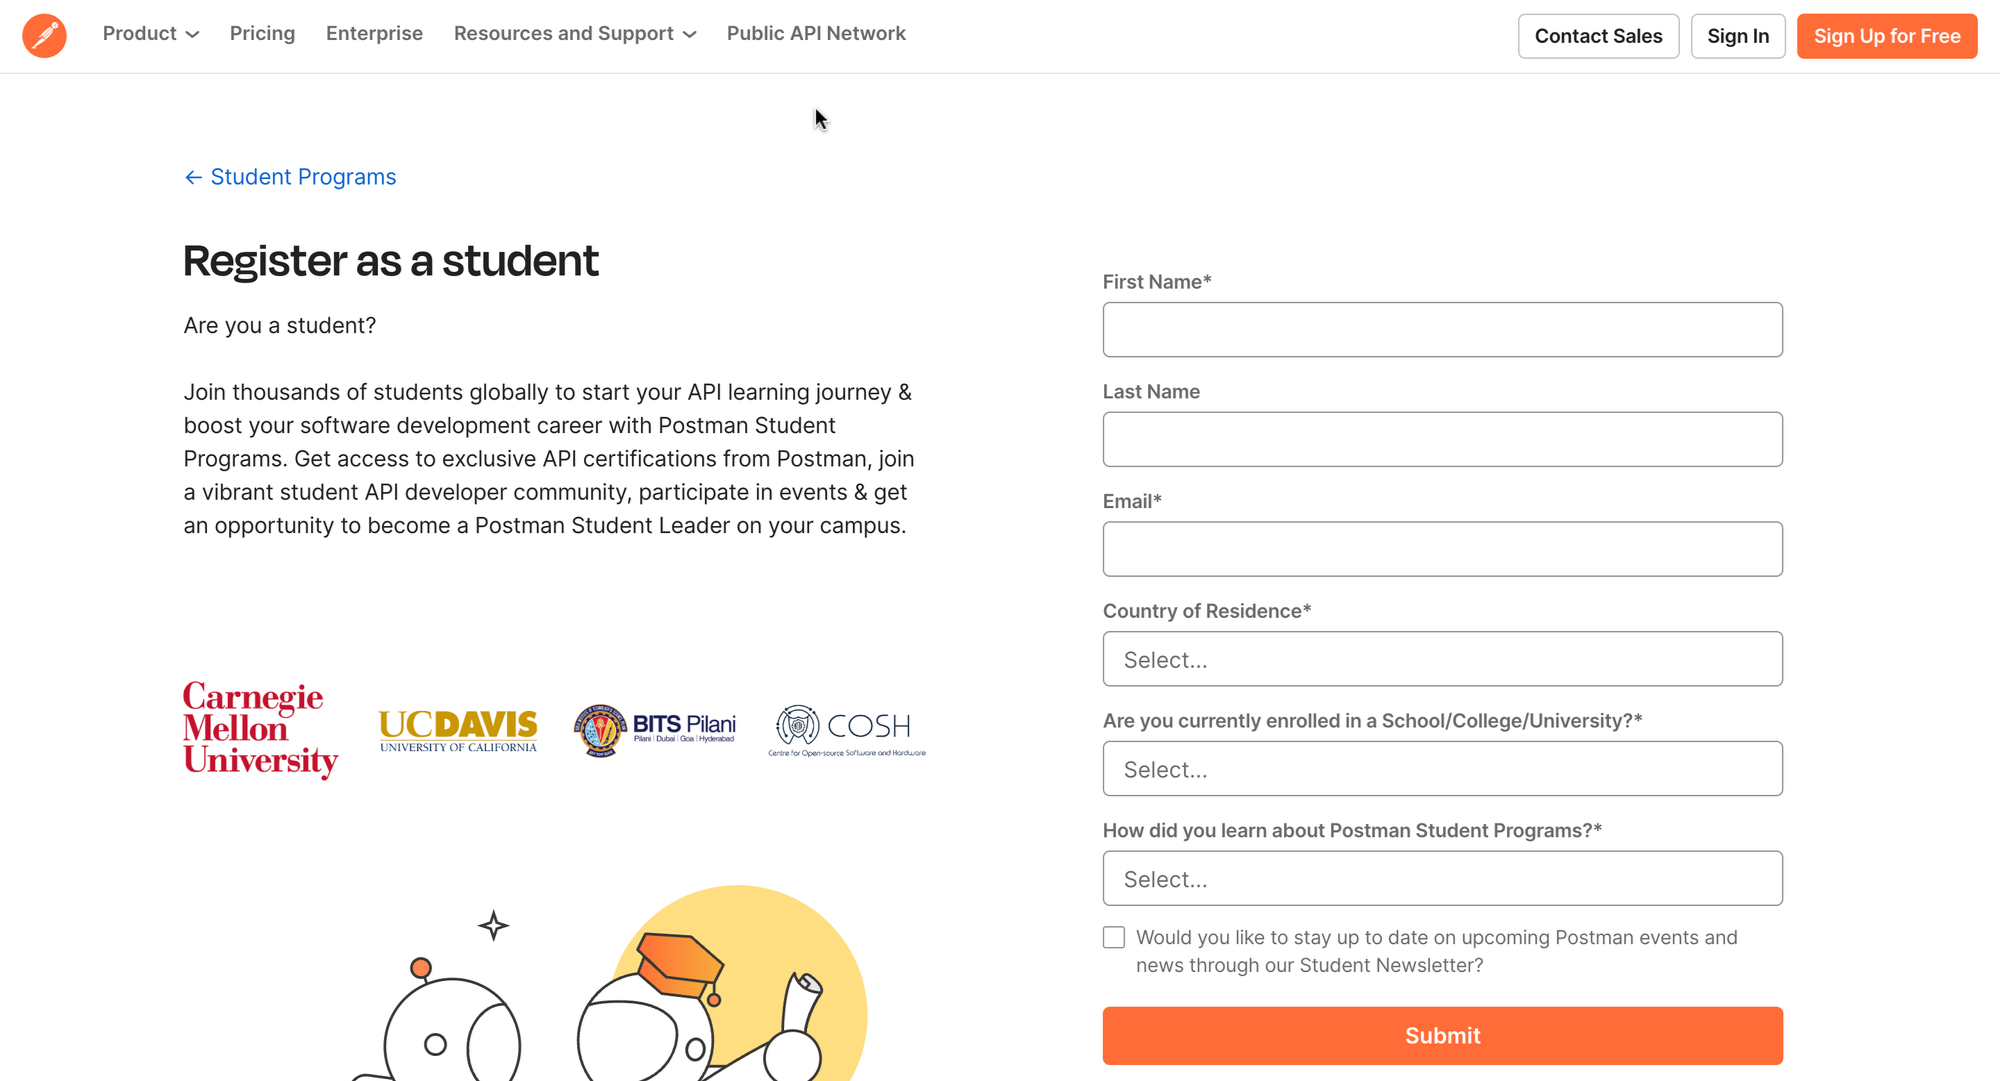 Product Pricing Enterprise Resources and Support Public API Network Contact Sales Sign In Sign Up for Free
← Student Programs
Register as a student
Are you a student?
Join thousands of students globally to start your API learning journey &
boost your software development career with Postman Student
Programs. Get access to exclusive API certifications from Postman, join
a vibrant student API developer community, participate in events & get
an opportunity to become a Postman Student Leader on your campus.
Carnegie
Mellon
University
UCDAVIS
UNIVERSITY OF CALIFORNIA
BITS Pilani
Pilani | Dubai | Goa | Hyderabad
COSH
Centre for Open-source Software and Hardware
First Name*
Last Name
Email*
Country of Residence*
Select...
Are you currently enrolled in a School/College/University?*
Select...
How did you learn about Postman Student Programs?*
Select...
Would you like to stay up to date on upcoming Postman events and
news through our Student Newsletter?
Submit